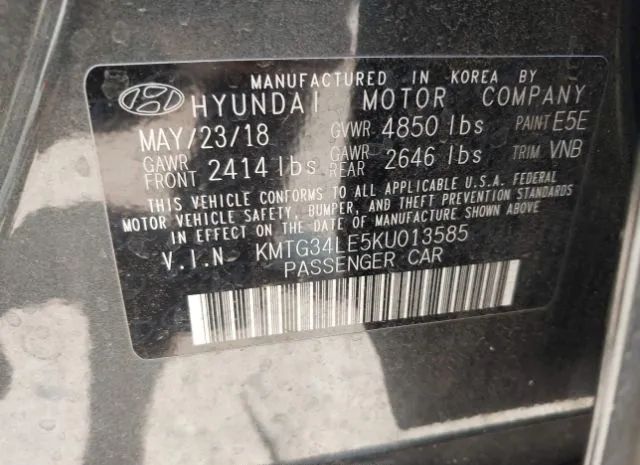 MANUFACTURED IN KOREA BY
HYUNDAI MOTOR COMPANY
MAY/23/18 GVWR 4850 lbs PAINT E5E
GAWR FRONT 2414 lbs GAWR REAR 2646 lbs TRIM VNB
THIS VEHICLE CONFORMS TO ALL APPLICABLE U.S.A. FEDERAL
MOTOR VEHICLE SAFETY, BUMPER, AND THEFT PREVENTION STANDARDS
IN EFFECT ON THE DATE OF MANUFACTURE SHOWN ABOVE
V.I.N- KMTG34LE5KU013585
PASSENGER CAR